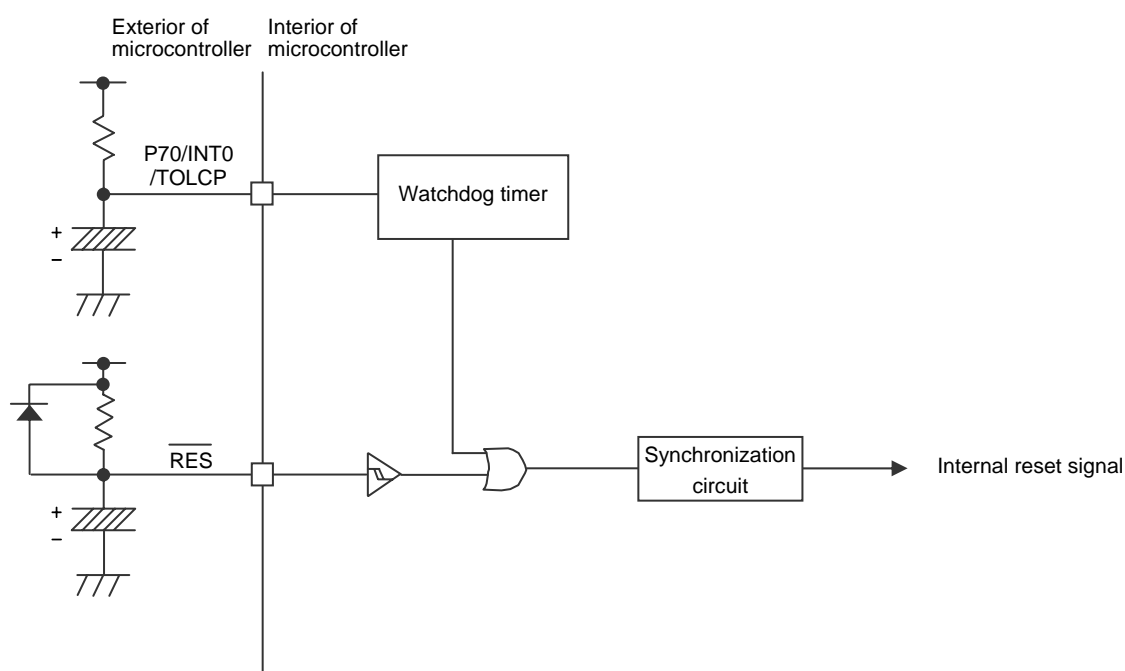 Exterior of
microcontroller
Interior of
microcontroller
P70/INT0
/TOLCP
Watchdog timer
+
−
RES
Synchronization
circuit
Internal reset signal
+
−